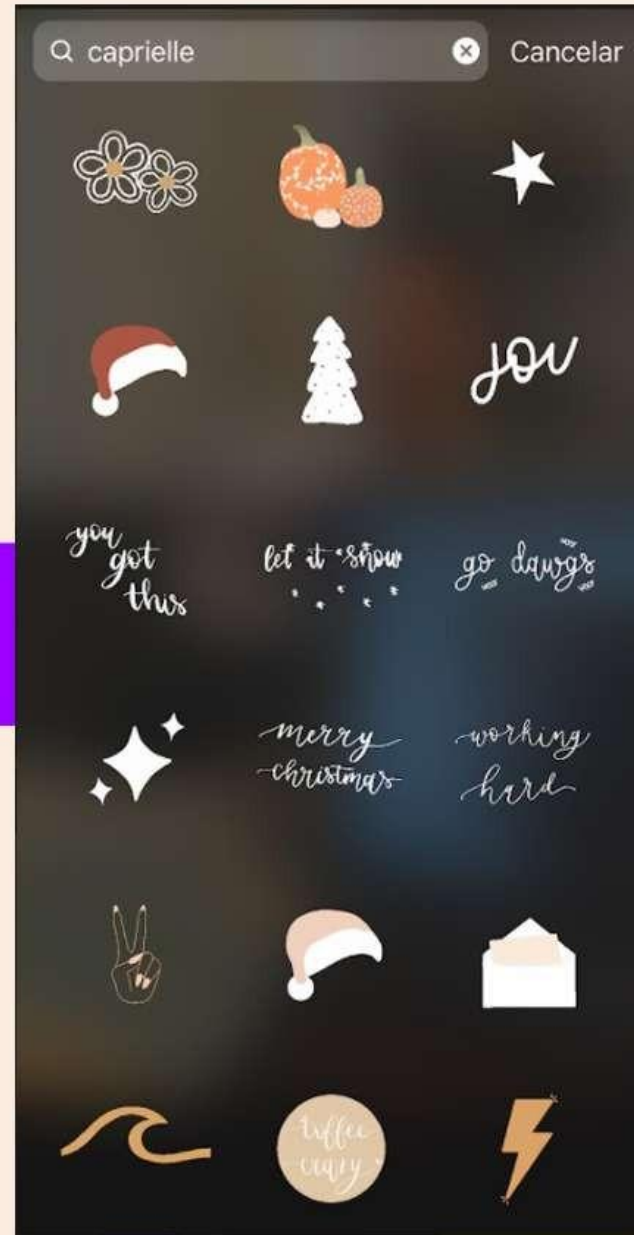 caprielle
Cancelar
joy
you
got
this
let it snow
go dawgs
merry
christmas
working
hard